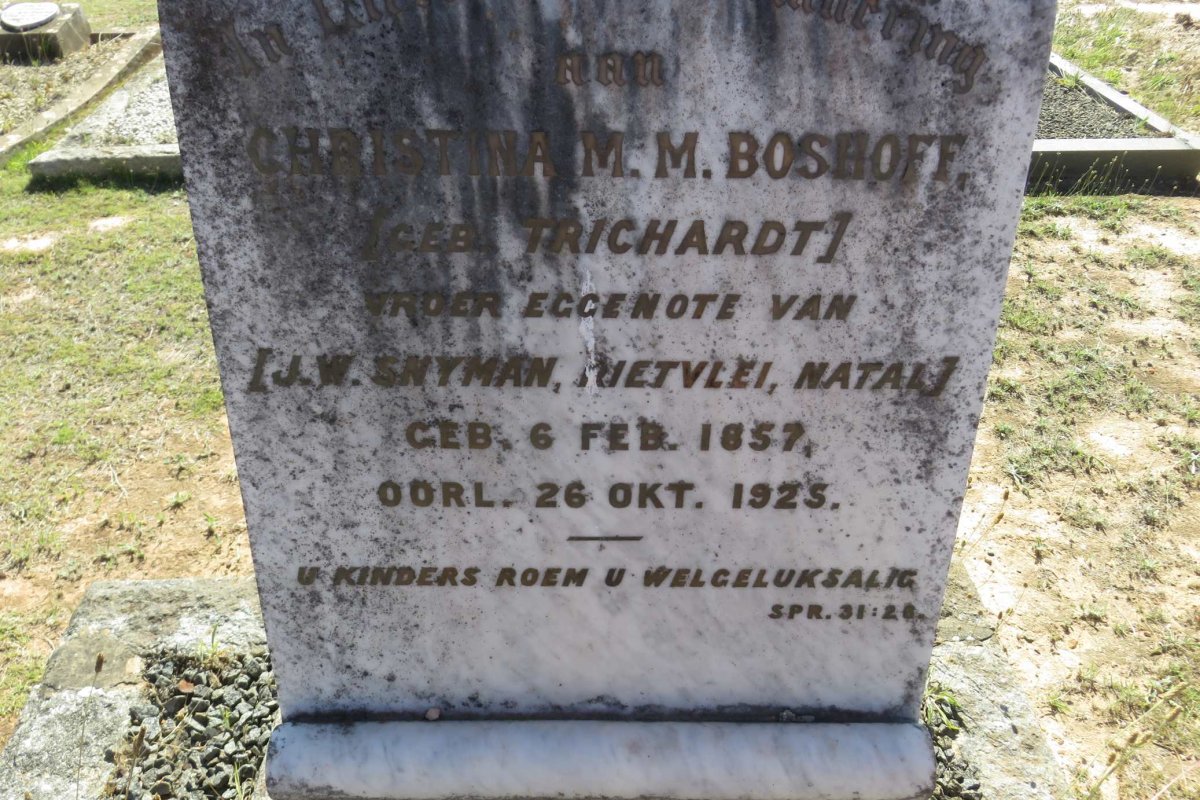 In
aan
CHRISTINA M. M. BOSHOFF,
[GEB. TRICHARDT]
VROER EGGENOTE VAN
[J. W. SNYMAN, RIETVLEI, NATAL]
GEB. 6 FEB. 1857,
OORL. 26 OKT. 1925.
U KINDERS ROEM U WELGELUKSALIG
SPR. 31:28.